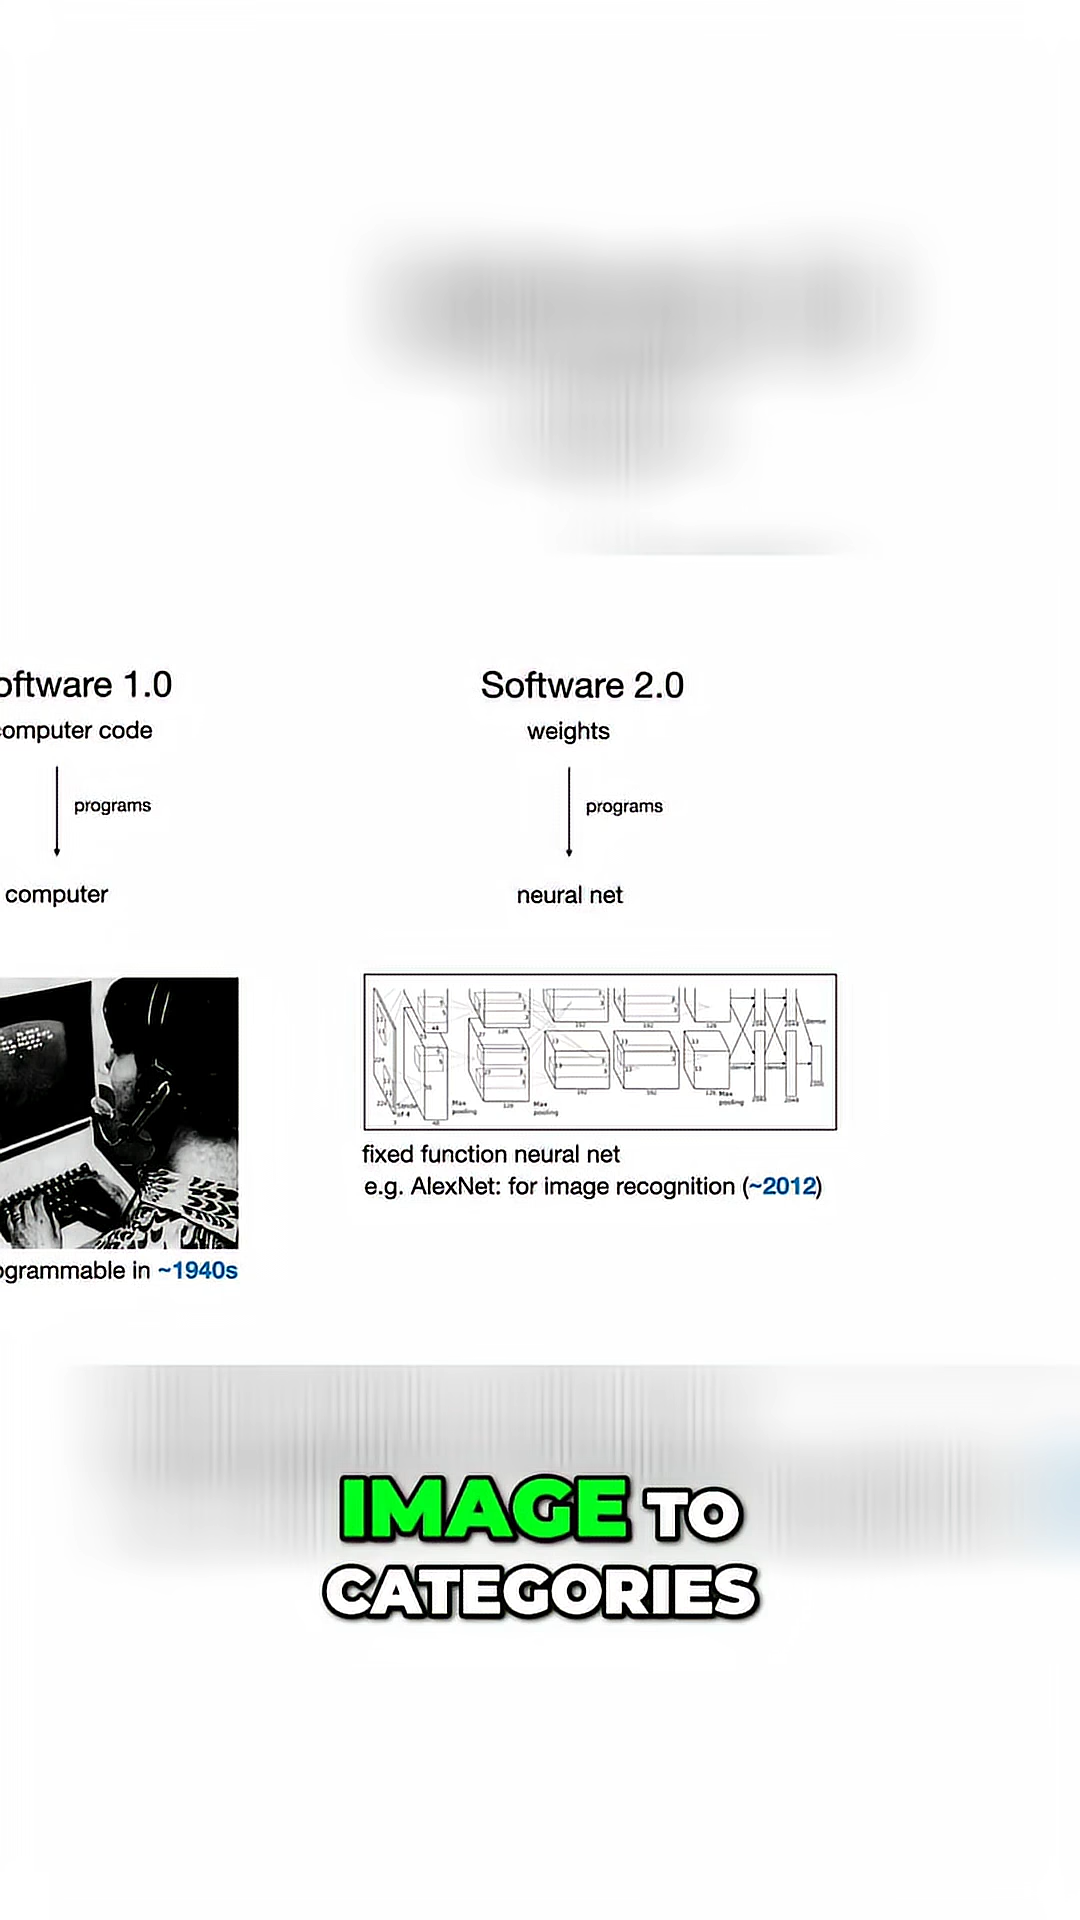 oftware 1.0
computer code
programs
computer
ogrammable in ~1940s
Software 2.0
weights
programs
neural net
fixed function neural net
e.g. AlexNet: for image recognition (~2012)
IMAGE TO
CATEGORIES